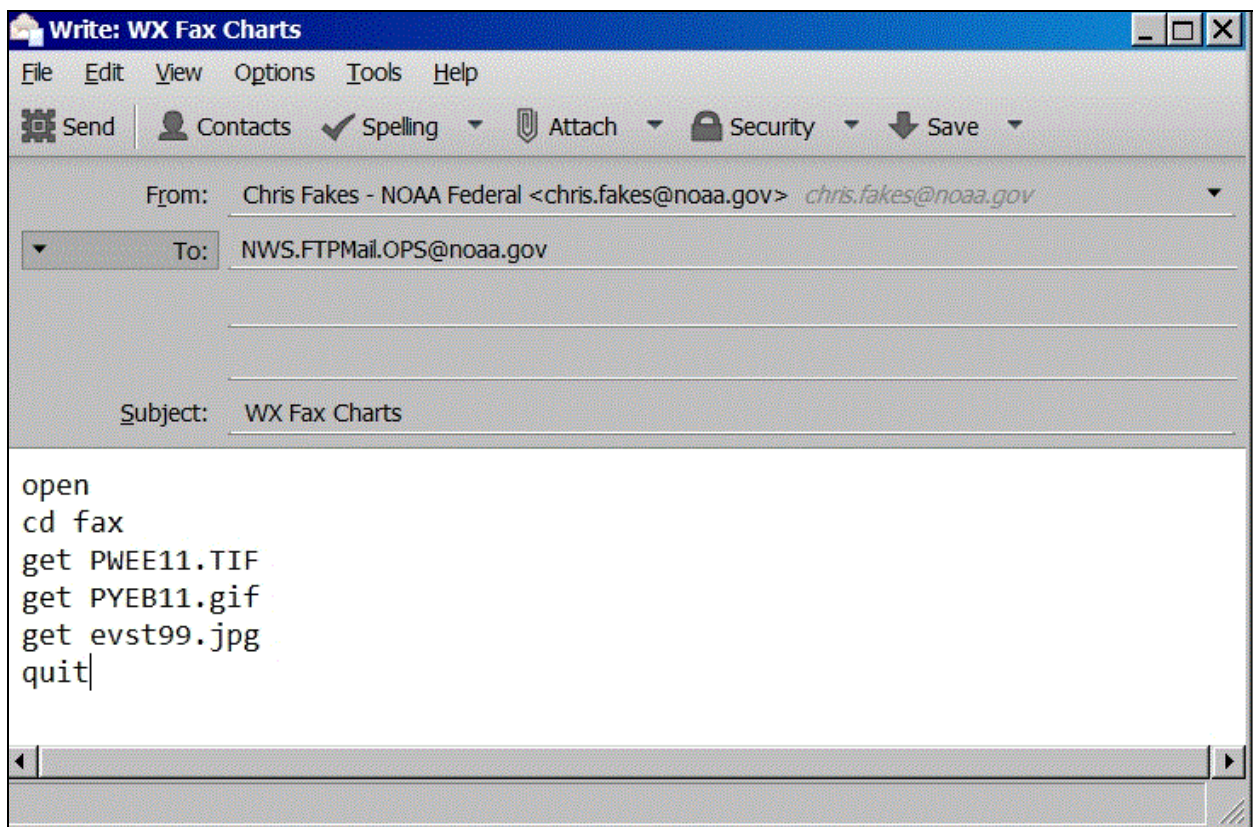 Write: WX Fax Charts
File Edit View Options Tools Help
Send Contacts Spelling Attach Security Save
From: Chris Fakes - NOAA Federal <chris.fakes@noaa.gov> chris.fakes@noaa.gov
To: NWS.FTPMail.OPS@noaa.gov
Subject: WX Fax Charts
open
cd fax
get PWEE11.TIF
get PYEB11.gif
get evst99.jpg
quit